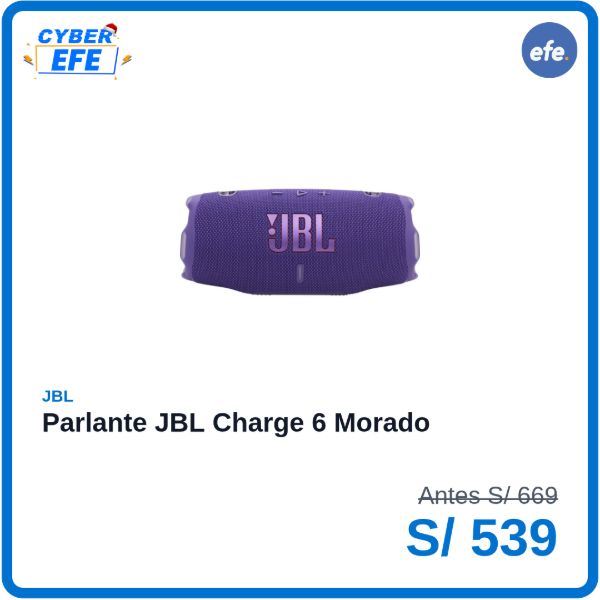 CYBER
EFE
efe.
JBL
JBL
Parlante JBL Charge 6 Morado
Antes S/ 669
S/ 539